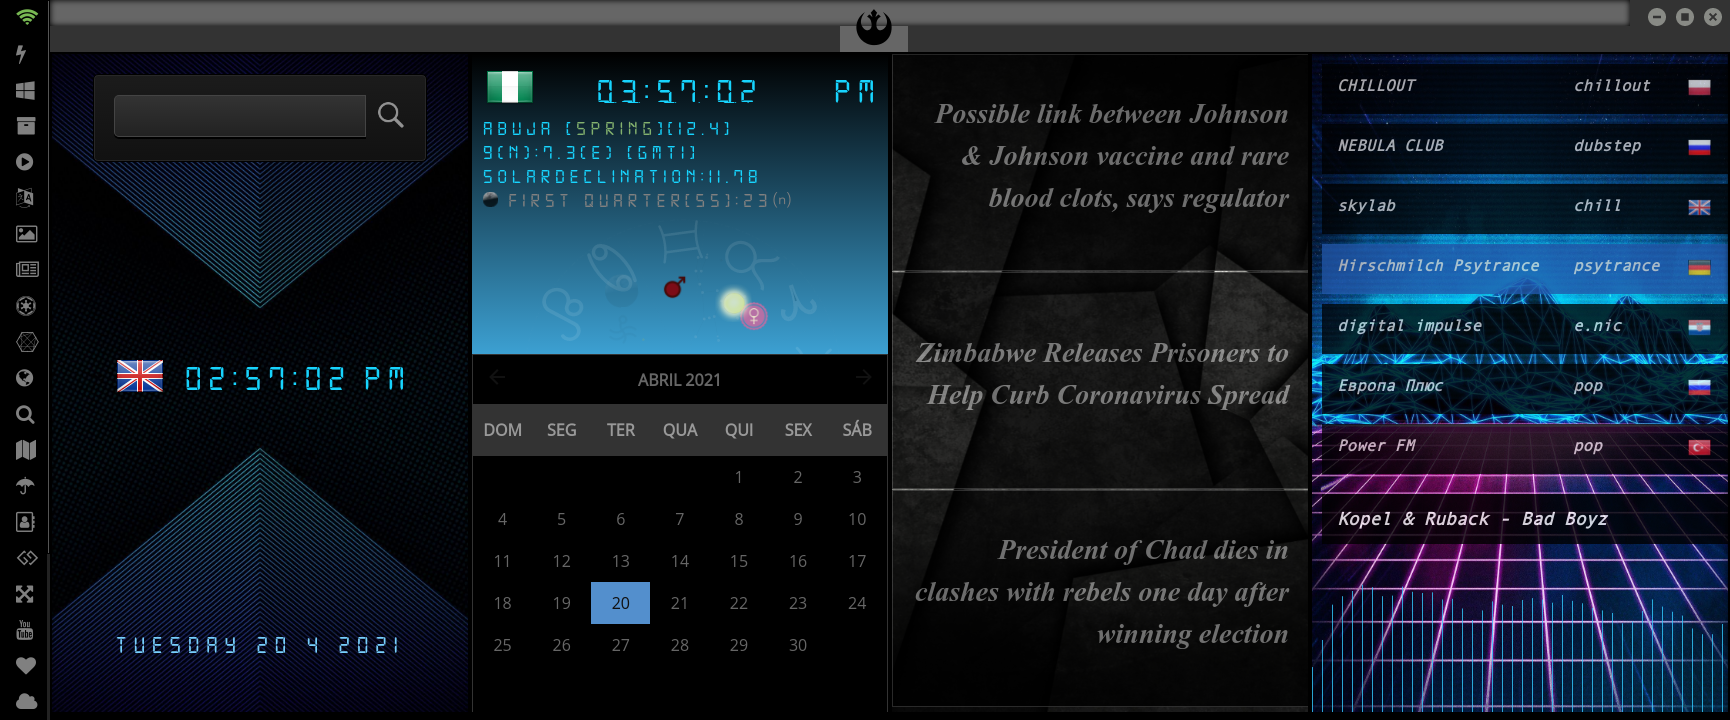 You
Tube
02:57:02 PM
TUESDAY 20 4 2021
03:57:02 PM
ABUJA [SPRING][12.4]
9(N):7.3(E) [GMT1]
SOLARDECLINATION:11.78
FIRST QUARTER[55]:23(n)
ABRIL 2021
DOM SEG TER QUA QUI SEX SÁB
1 2 3
4 5 6 7 8 9 10
11 12 13 14 15 16 17
18 19 20 21 22 23 24
25 26 27 28 29 30
Possible link between Johnson
& Johnson vaccine and rare
blood clots, says regulator
Zimbabwe Releases Prisoners to
Help Curb Coronavirus Spread
President of Chad dies in
clashes with rebels one day after
winning election
CHILLOUT chillout
NEBULA CLUB dubstep
skylab chill
Hirschmilch Psytrance psytrance
digital impulse e.nic
Европа Плюс pop
Power FM pop
Kopel & Ruback - Bad Boyz